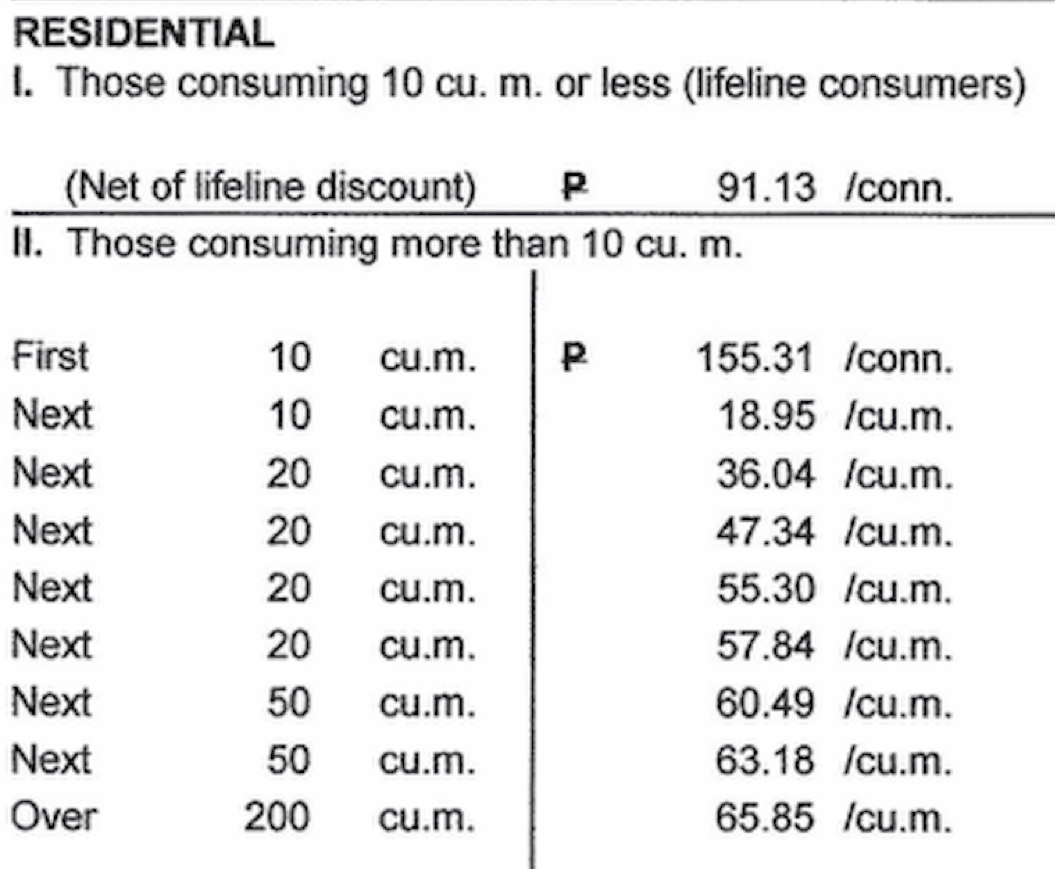 RESIDENTIAL
I. Those consuming 10 cu. m. or less (lifeline consumers)
(Net of lifeline discount) ₱ 91.13 /conn.
II. Those consuming more than 10 cu. m.
First 10 cu.m. ₱ 155.31 /conn.
Next 10 cu.m. 18.95 /cu.m.
Next 20 cu.m. 36.04 /cu.m.
Next 20 cu.m. 47.34 /cu.m.
Next 20 cu.m. 55.30 /cu.m.
Next 20 cu.m. 57.84 /cu.m.
Next 50 cu.m. 60.49 /cu.m.
Next 50 cu.m. 63.18 /cu.m.
Over 200 cu.m. 65.85 /cu.m.